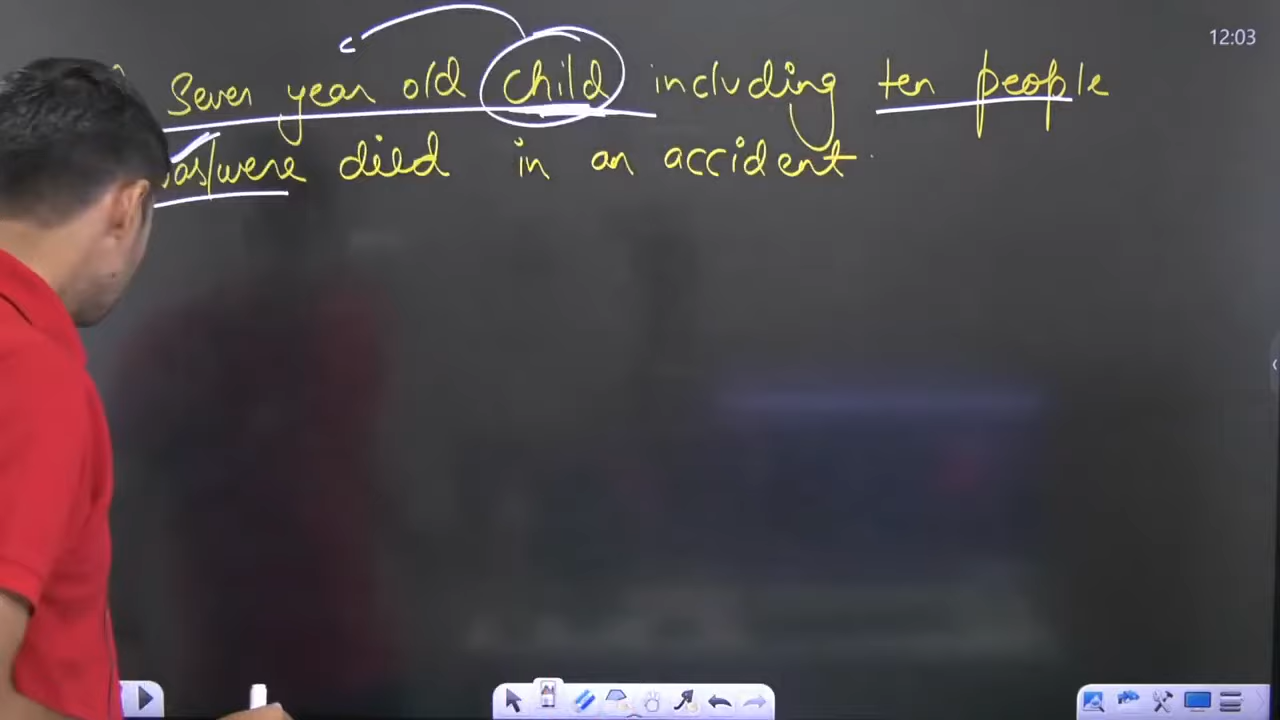 12:03
Seven year old child including ten people
was/were died in an accident.